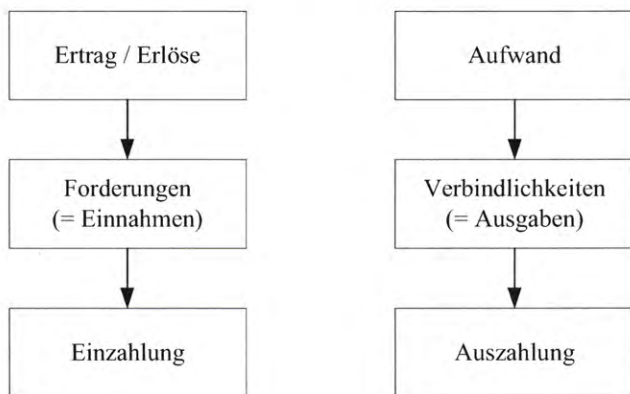 Ertrag / Erlöse
Aufwand
Forderungen
(= Einnahmen)
Verbindlichkeiten
(= Ausgaben)
Einzahlung
Auszahlung